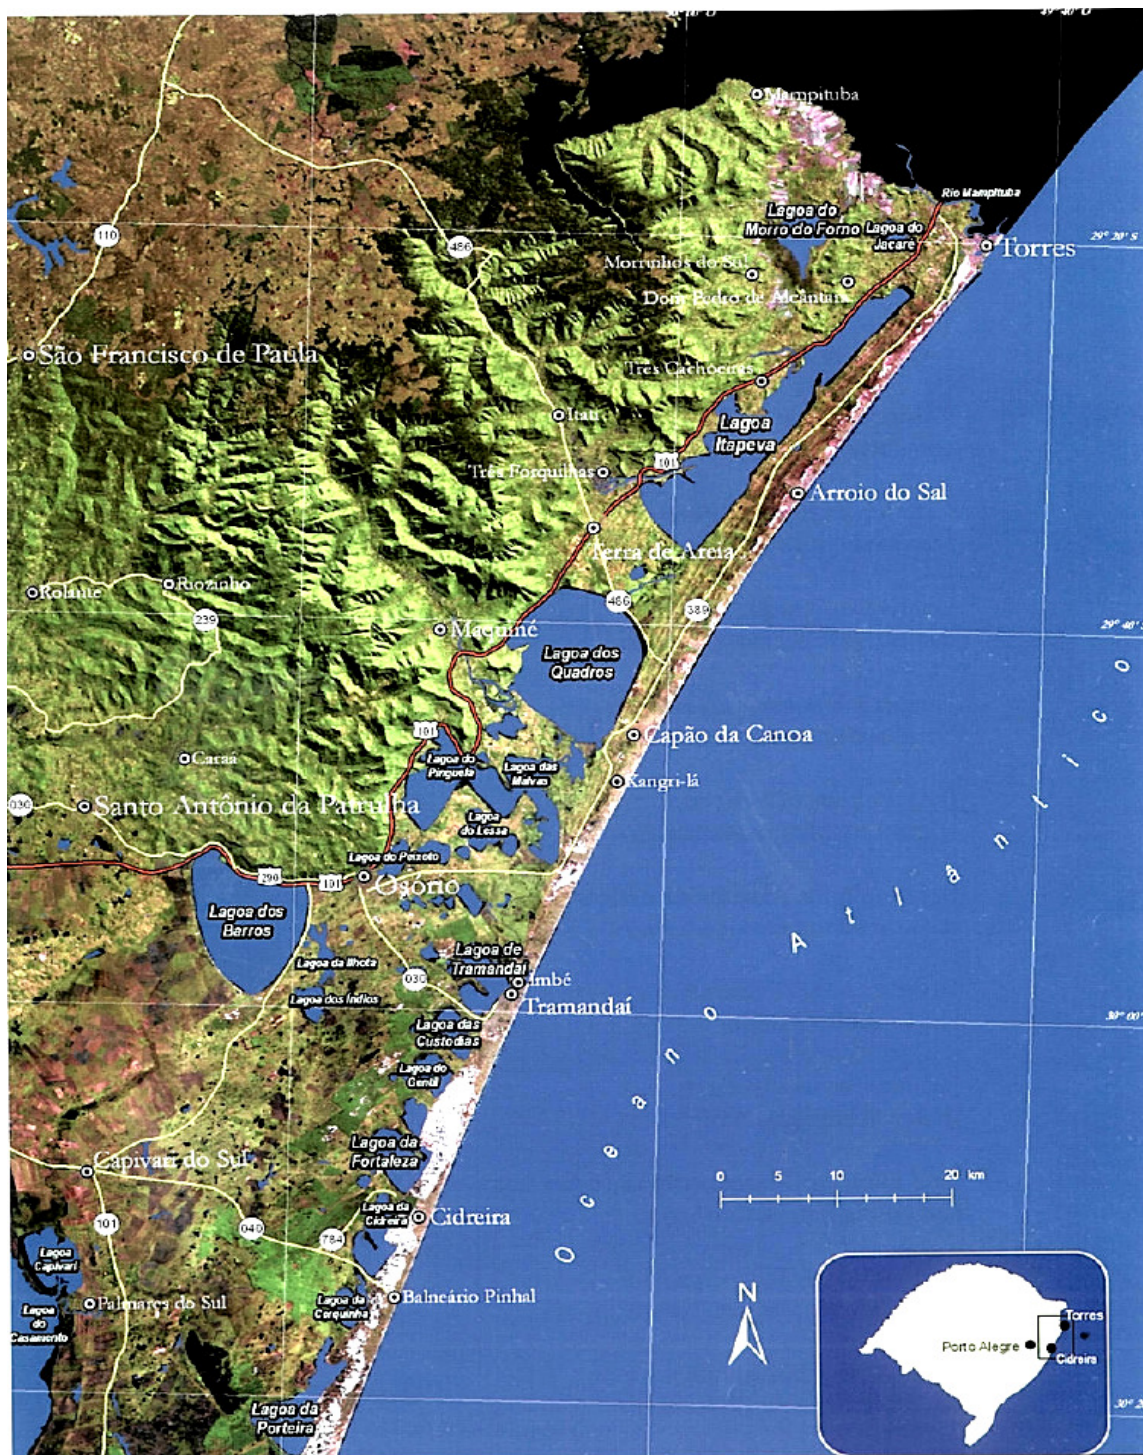 49° 40' O
Mampituba
Rio Mampituba
Lagoa do
Morro do Forno
Lagoa do
Jacaré
29° 20' S
Torres
110
486
Morrinhos do Sul
Dom Pedro de Alcântara
São Francisco de Paula
Três Cachoeiras
Itati
Lagoa
Itapeva
Três Forquilhas
101
Arroio do Sal
Terra de Areia
Rolante
Riozinho
239
486
389
Maquiné
29° 40' S
Lagoa dos
Quadros
101
Capão da Canoa
Caraá
Lagoa do
Pinguela
Lagoa das
Malvas
Xangri-lá
030
Santo Antônio da Patrulha
Lagoa
do Lessa
Lagoa do Peixoto
290
101
Osório
Lagoa dos
Barros
Lagoa de
Tramandaí
Lagoa da Ilhota
030
Imbé
Lagoa dos Índios
Tramandaí
30° 00'
Lagoa das
Custodias
Lagoa do
Gentil
Oceano Atlântico
Lagoa da
Fortaleza
Capivari do Sul
0 5 10 20 km
Lagoa da
Cidreira
Cidreira
101
040
784
Lagoa
Capivari
Palmares do Sul
Lagoa da
Cerquinha
Balneário Pinhal
N
Lagoa
do
Casamento
Torres
Porto Alegre
Cidreira
Lagoa da
Porteira
30° 20'